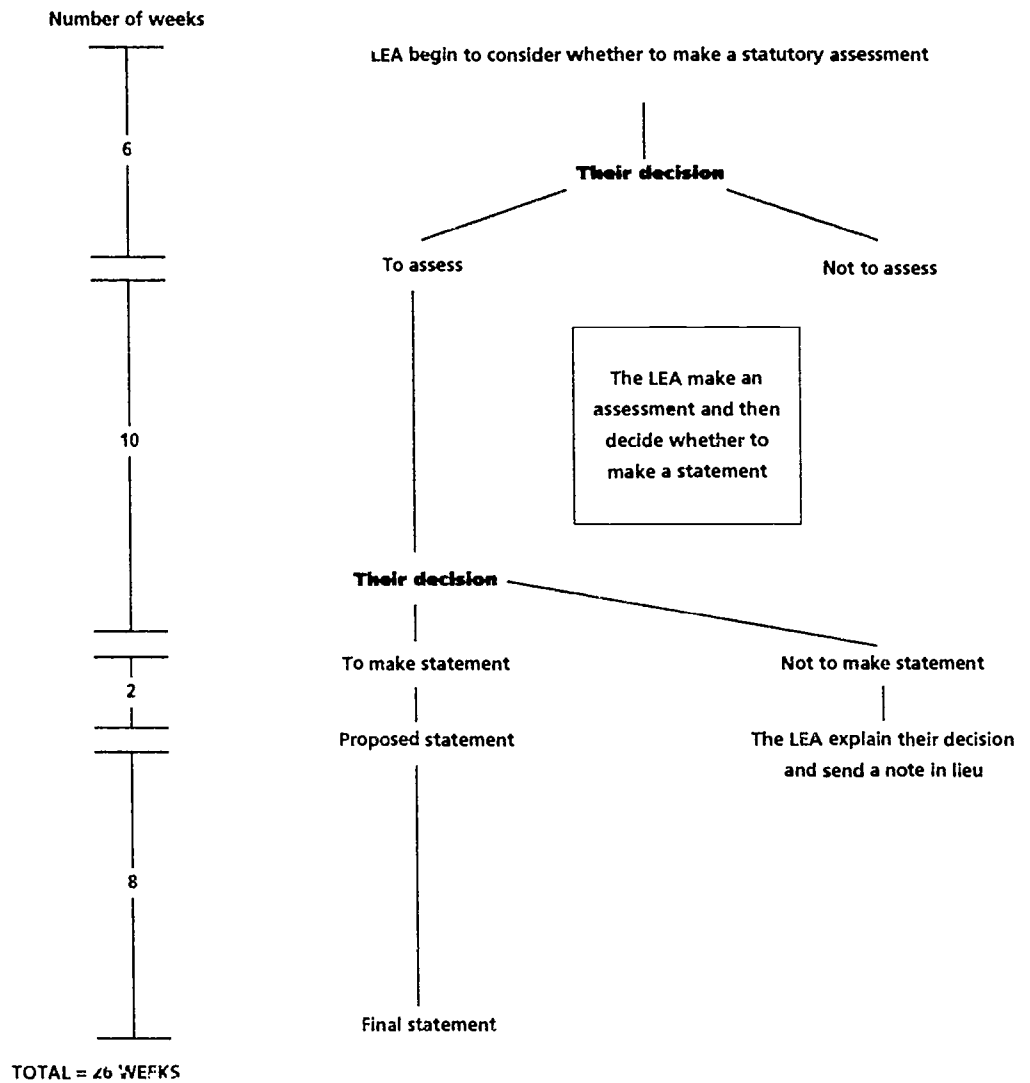 Number of weeks
LEA begin to consider whether to make a statutory assessment
6
Their decision
To assess
Not to assess
The LEA make an
assessment and then
decide whether to
make a statement
10
Their decision
To make statement
Not to make statement
2
Proposed statement
The LEA explain their decision
and send a note in lieu
8
Final statement
TOTAL = 26 WEEKS